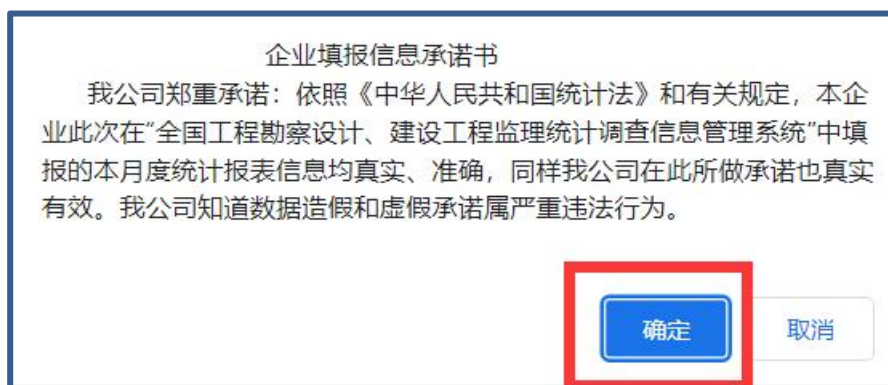 企业填报信息承诺书
我公司郑重承诺：依照《中华人民共和国统计法》和有关规定，本企
业此次在“全国工程勘察设计、建设工程监理统计调查信息管理系统”中填
报的本月度统计报表信息均真实、准确，同样我公司在此所做承诺也真实
有效。我公司知道数据造假和虚假承诺属严重违法行为。
确定
取消